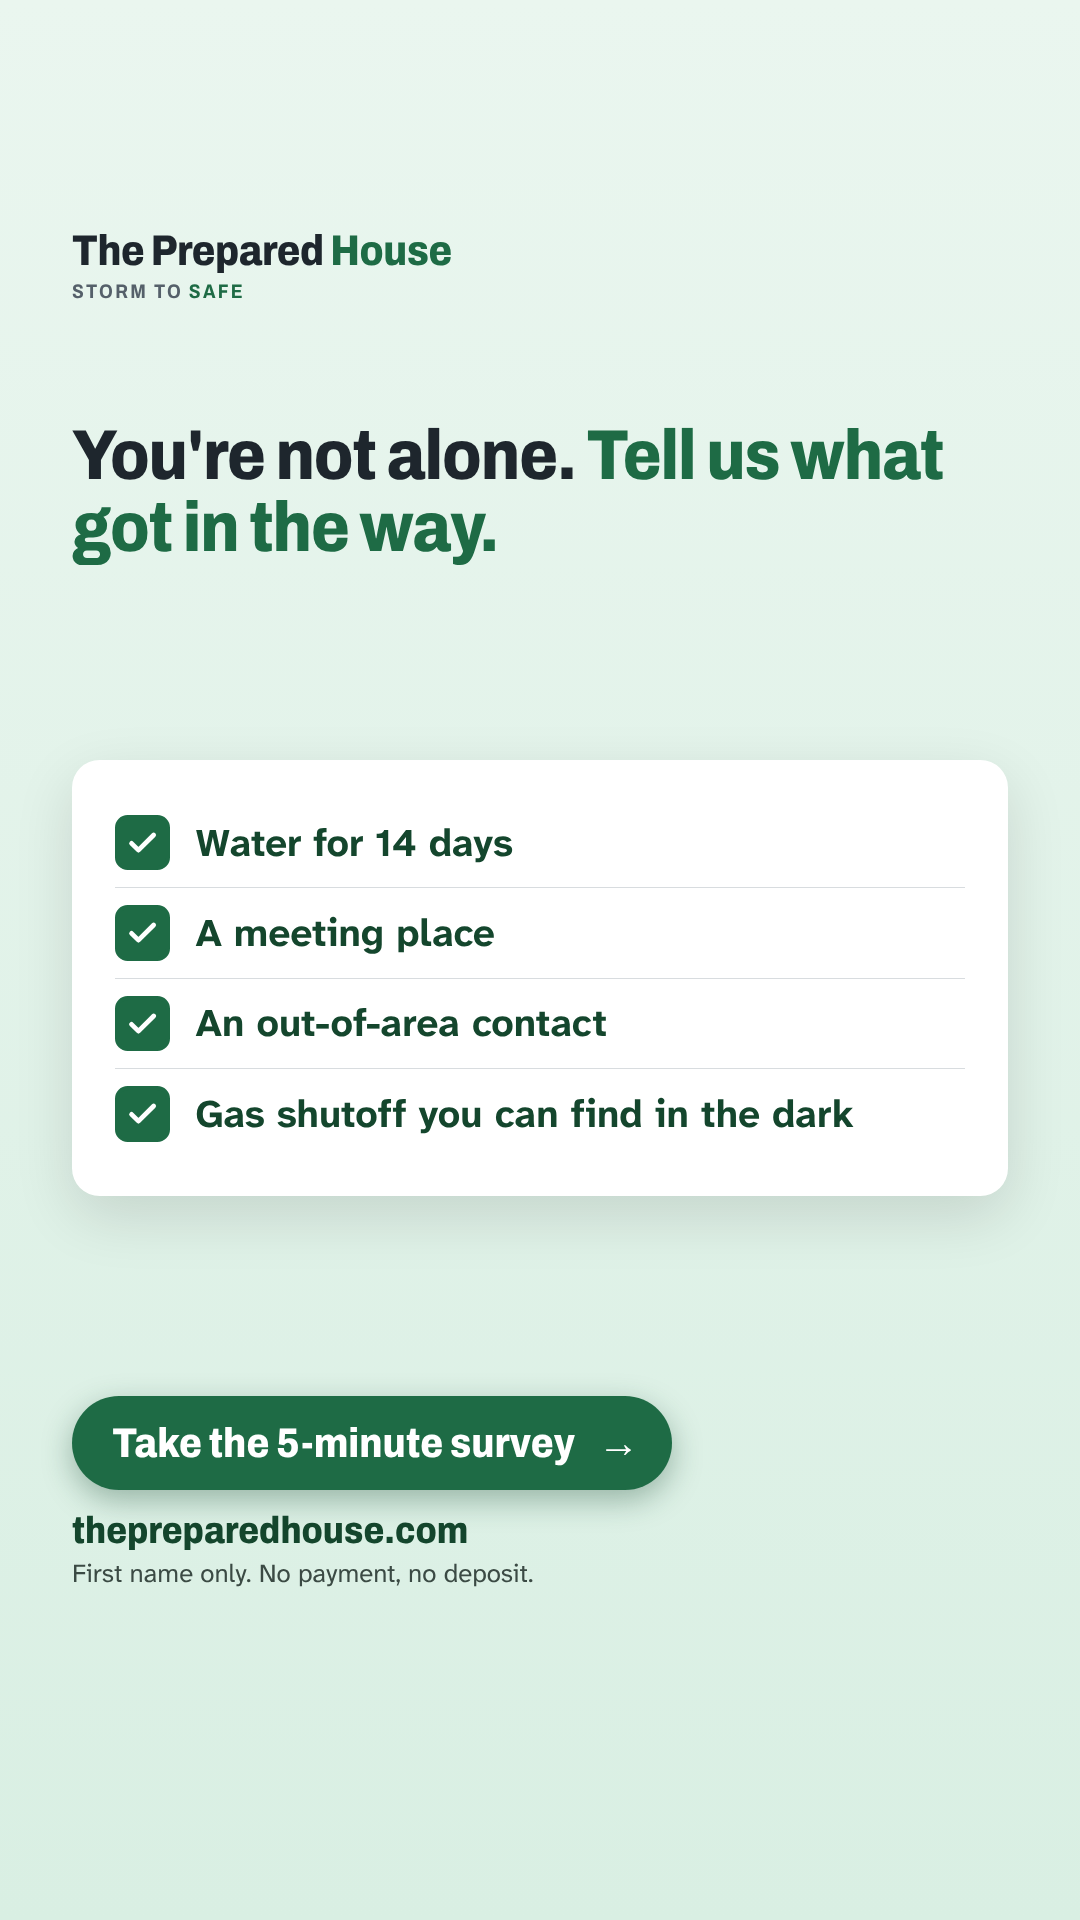 The Prepared House
STORM TO SAFE
You're not alone. Tell us what
got in the way.
Water for 14 days
A meeting place
An out-of-area contact
Gas shutoff you can find in the dark
Take the 5-minute survey →
thepreparedhouse.com
First name only. No payment, no deposit.